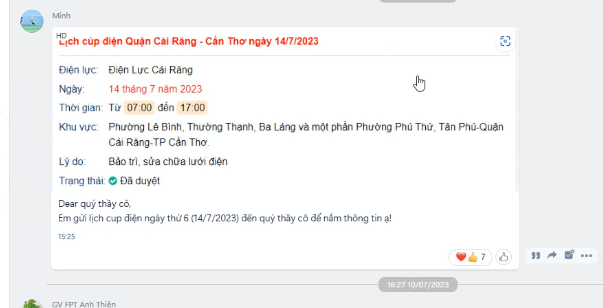 Minh
HD
Lịch cúp điện Quận Cái Răng - Cần Thơ ngày 14/7/2023
Điện lực: Điện Lực Cái Răng
Ngày: 14 tháng 7 năm 2023
Thời gian: Từ 07:00 đến 17:00
Khu vực: Phường Lê Bình, Thường Thạnh, Ba Láng và một phần Phường Phú Thứ, Tân Phú-Quận
Cái Răng-TP Cần Thơ.
Lý do: Bảo trì, sửa chữa lưới điện
Trạng thái: Đã duyệt
Dear quý thầy cô,
Em gửi lịch cup điện ngày thứ 6 (14/7/2023) đến quý thầy cô để nắm thông tin ạ!
15:25
7
16:27 10/07/2023
GV FPT Anh Thiện